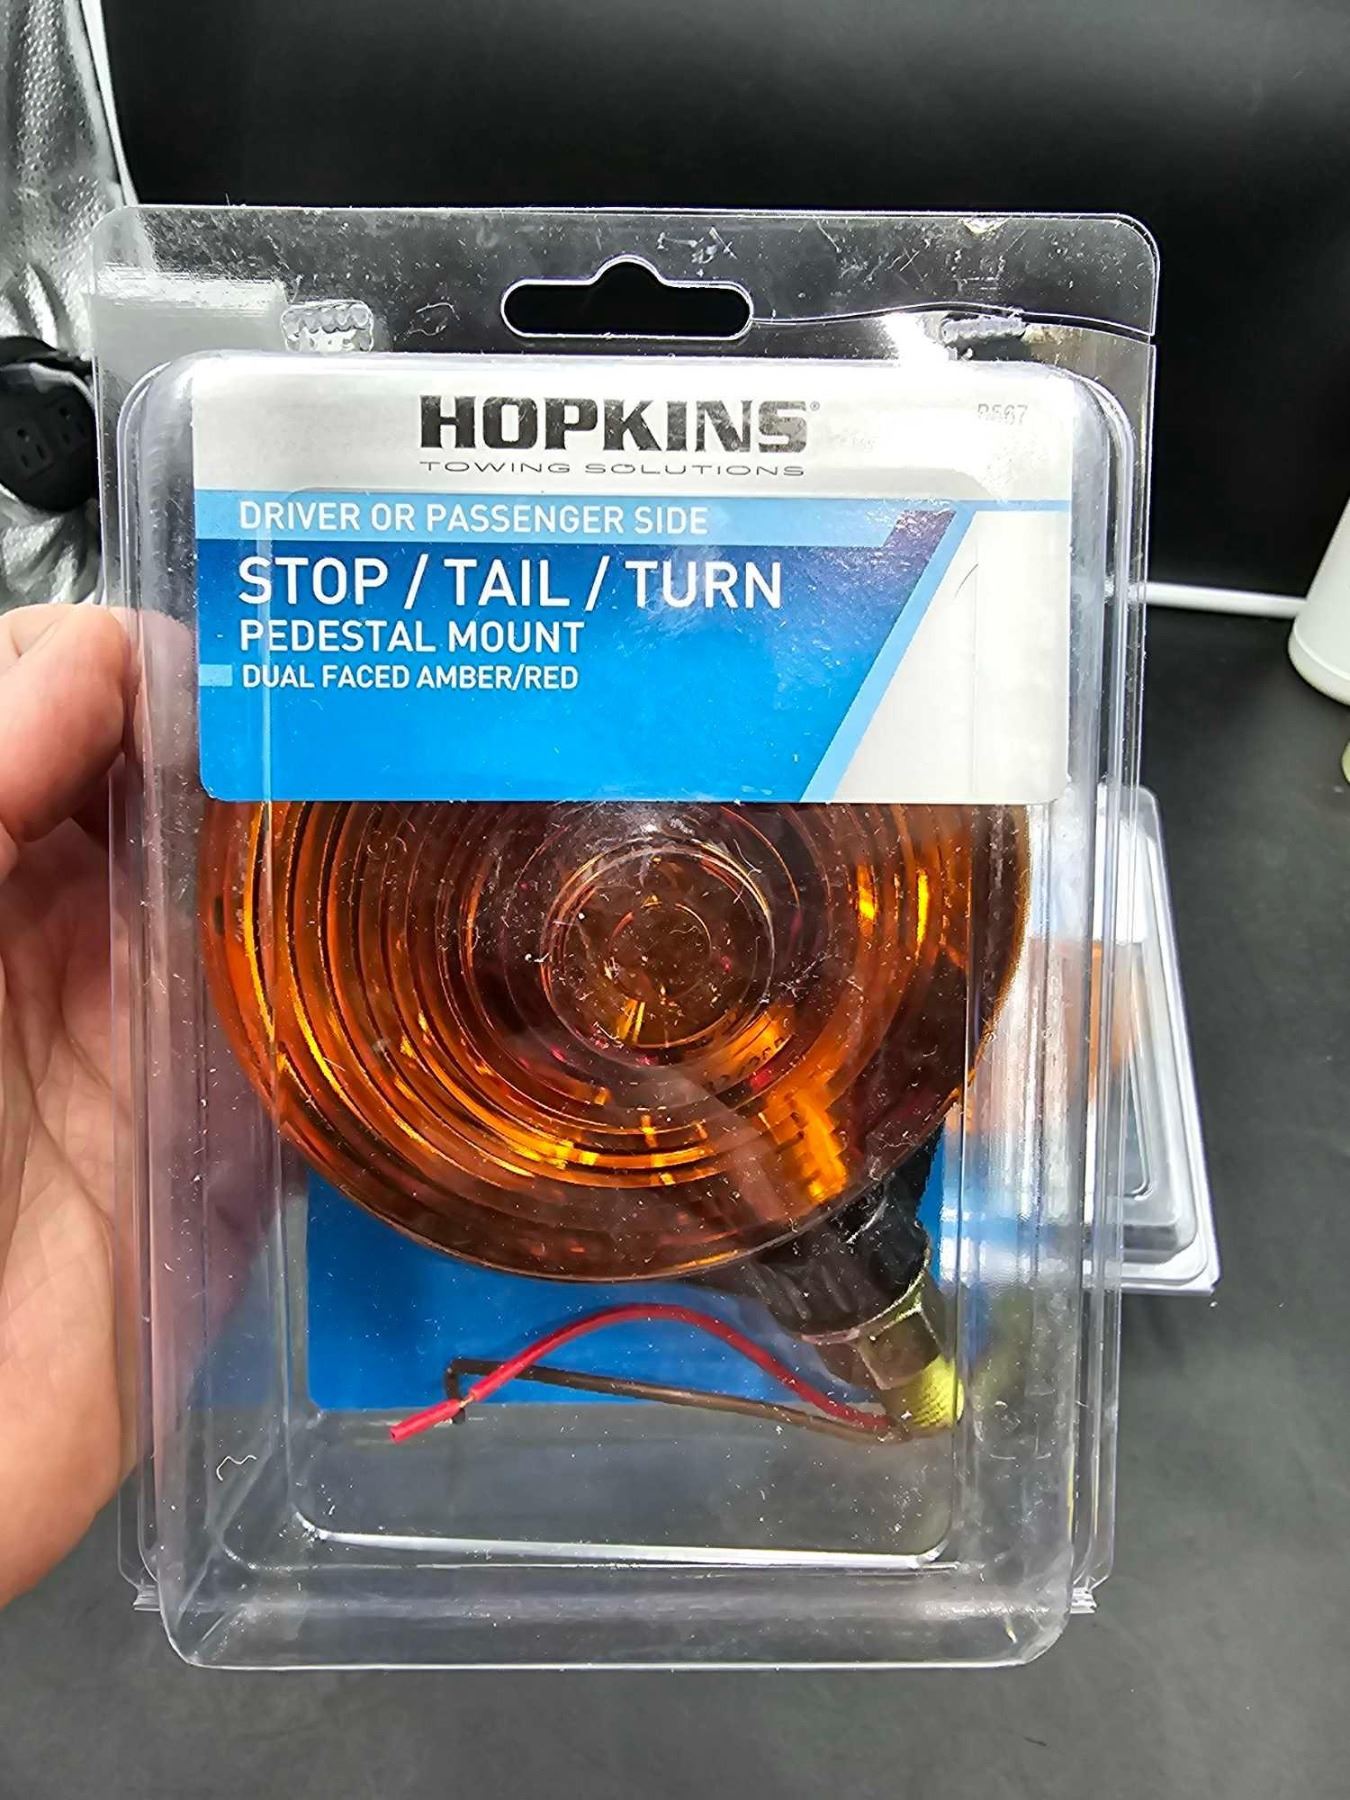 HOPKINS®
TOWING SOLUTIONS
DRIVER OR PASSENGER SIDE
STOP / TAIL / TURN
PEDESTAL MOUNT
DUAL FACED AMBER/RED